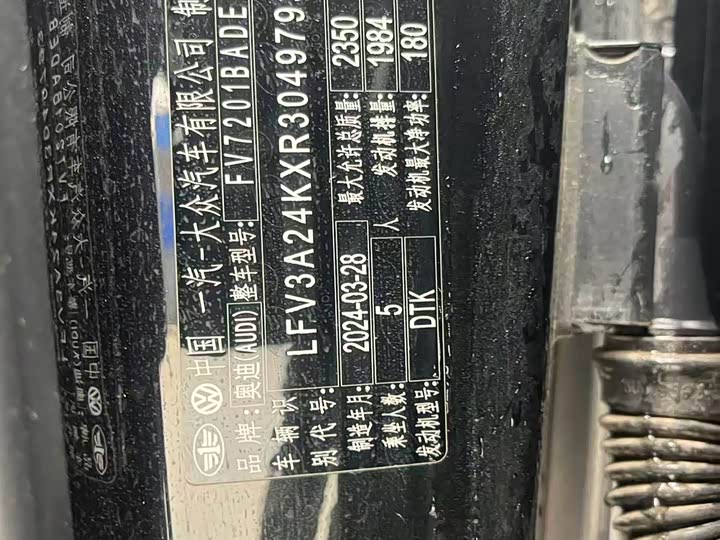 中国 一汽-大众汽车有限公司 制
品牌:奥迪(AUDI) 整车型号: FV7201BADE
车辆识别代号: LFV3A24KXR304979
制造年月: 2024-03-28 最大允许总质量: 2350
乘坐人数: 5 人 发动机排量: 1984
发动机型号: DTK 发动机最大净功率: 180